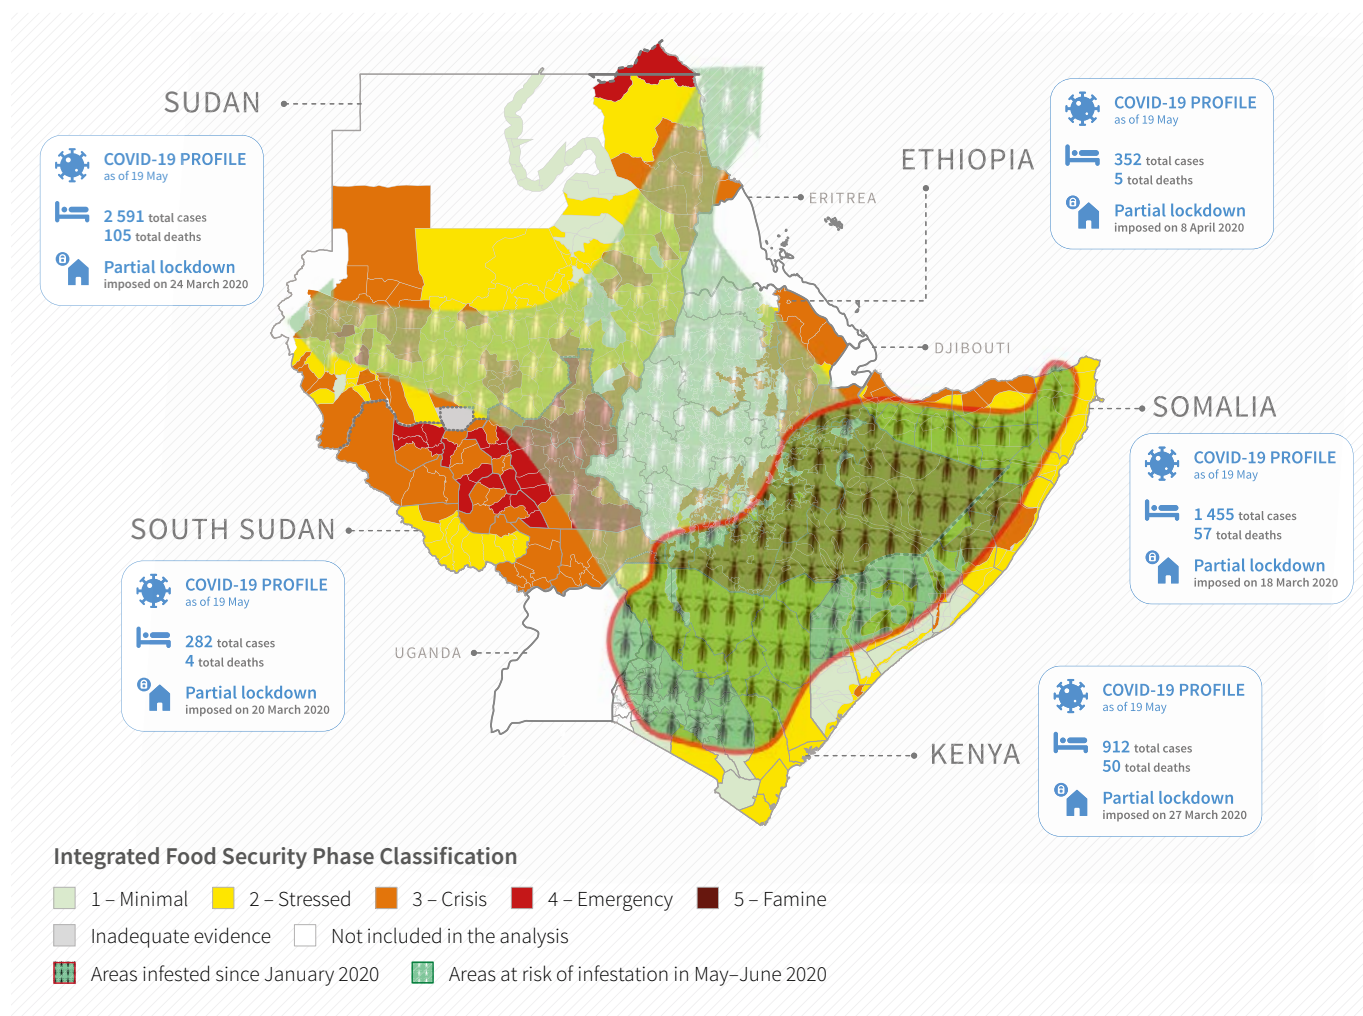 SUDAN
COVID-19 PROFILE
as of 19 May
2 591 total cases
105 total deaths
Partial lockdown
imposed on 24 March 2020
ETHIOPIA
COVID-19 PROFILE
as of 19 May
352 total cases
5 total deaths
Partial lockdown
imposed on 8 April 2020
ERITREA
DJIBOUTI
SOMALIA
COVID-19 PROFILE
as of 19 May
1 455 total cases
57 total deaths
Partial lockdown
imposed on 18 March 2020
SOUTH SUDAN
COVID-19 PROFILE
as of 19 May
282 total cases
4 total deaths
Partial lockdown
imposed on 20 March 2020
UGANDA
KENYA
COVID-19 PROFILE
as of 19 May
912 total cases
50 total deaths
Partial lockdown
imposed on 27 March 2020
Integrated Food Security Phase Classification
1 – Minimal 2 – Stressed 3 – Crisis 4 – Emergency 5 – Famine
Inadequate evidence Not included in the analysis
Areas infested since January 2020 Areas at risk of infestation in May–June 2020